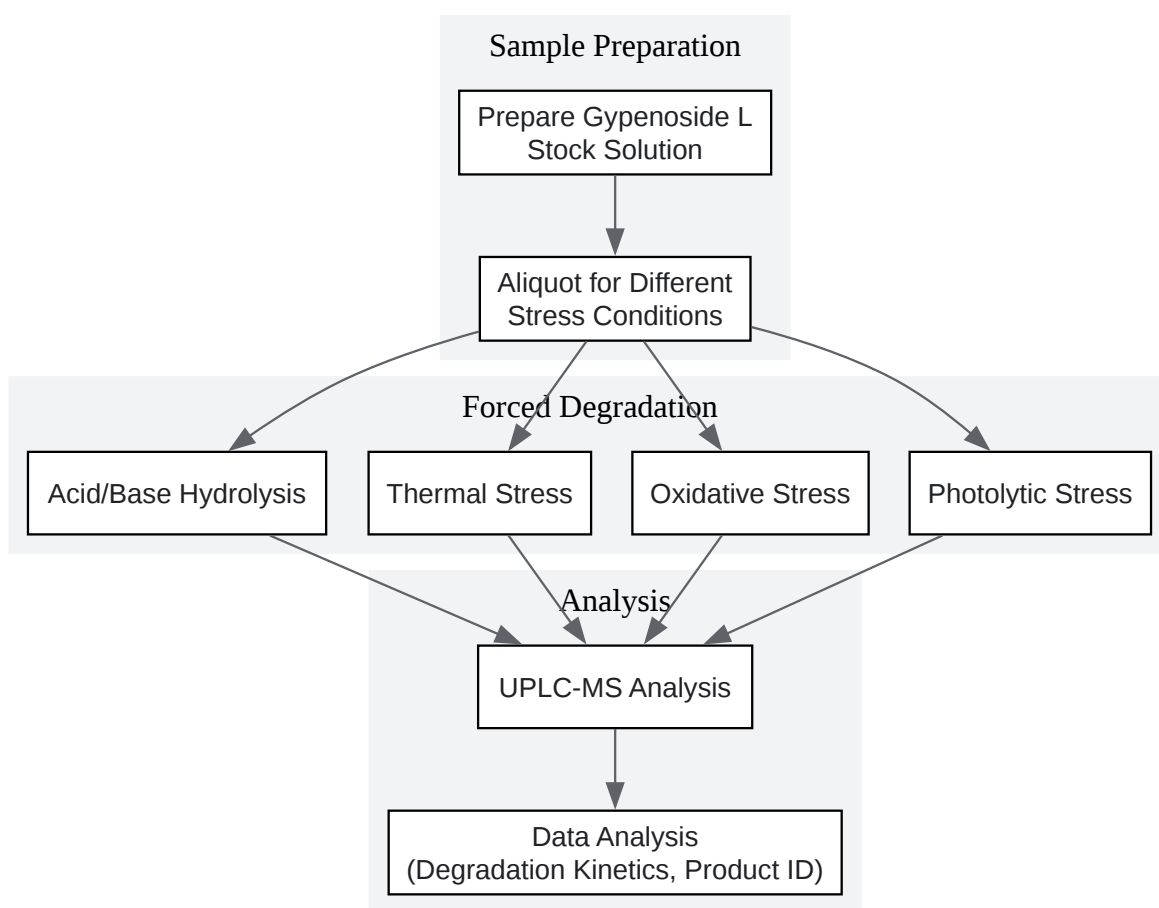 Sample Preparation
Prepare Gypenoside L
Stock Solution
Aliquot for Different
Stress Conditions
Forced Degradation
Acid/Base Hydrolysis
Thermal Stress
Oxidative Stress
Photolytic Stress
Analysis
UPLC-MS Analysis
Data Analysis
(Degradation Kinetics, Product ID)